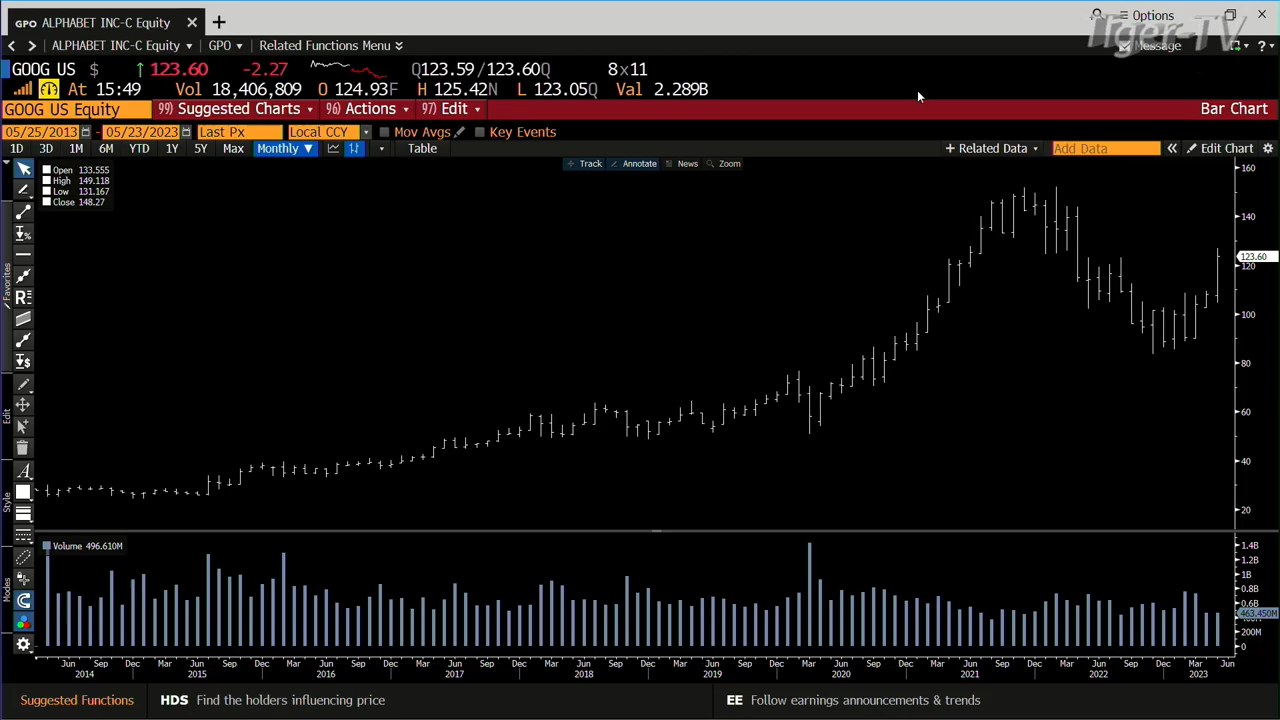 GPO ALPHABET INC-C Equity × +
Options
Tiger-TV
< > ALPHABET INC-C Equity GPO Related Functions Menu
Message ?
GOOG US $ ↑ 123.60 -2.27 Q123.59/123.60Q 8x11
At 15:49 Vol 18,406,809 O 124.93F H 125.42N L 123.05Q Val 2.289B
GOOG US Equity 99) Suggested Charts 96) Actions 97) Edit Bar Chart
05/25/2013 - 05/23/2023 Last Px Local CCY Mov Avgs Key Events
1D 3D 1M 6M YTD 1Y 5Y Max Monthly ▼ Table + Related Data Add Data « Edit Chart
Track Annotate News Zoom
Open 133.555
High 149.118
Low 131.167
Close 148.27
160
140
123.60
120
100
80
60
40
20
Favorites
Edit
Style
Modes
Volume 496.610M
1.4B
1.2B
1B
0.8B
0.6B
463.450M
200M
0
Jun Sep Dec Mar Jun Sep Dec Mar Jun Sep Dec Mar Jun Sep Dec Mar Jun Sep Dec Mar Jun Sep Dec Mar Jun Sep Dec Mar Jun Sep Dec Mar Jun Sep Dec Mar Jun
2014 2015 2016 2017 2018 2019 2020 2021 2022 2023
Suggested Functions HDS Find the holders influencing price EE Follow earnings announcements & trends